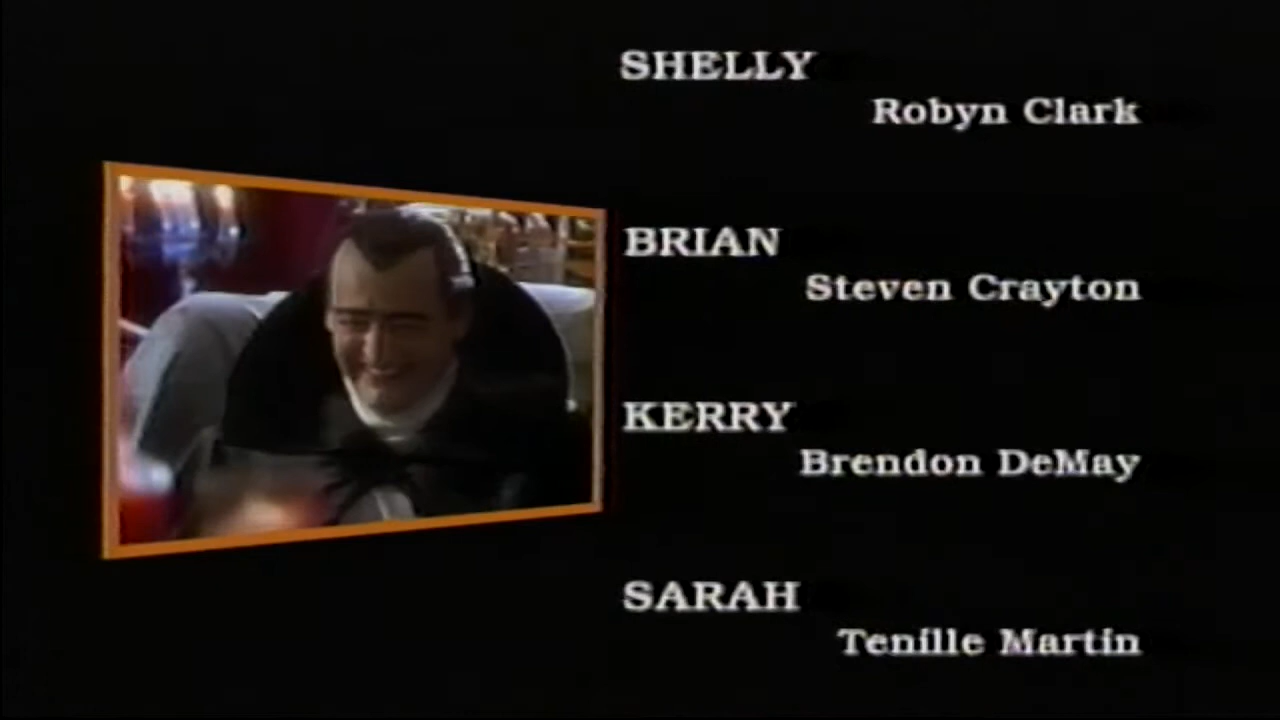 SHELLY
Robyn Clark
BRIAN
Steven Crayton
KERRY
Brendon DeMay
SARAH
Tenille Martin